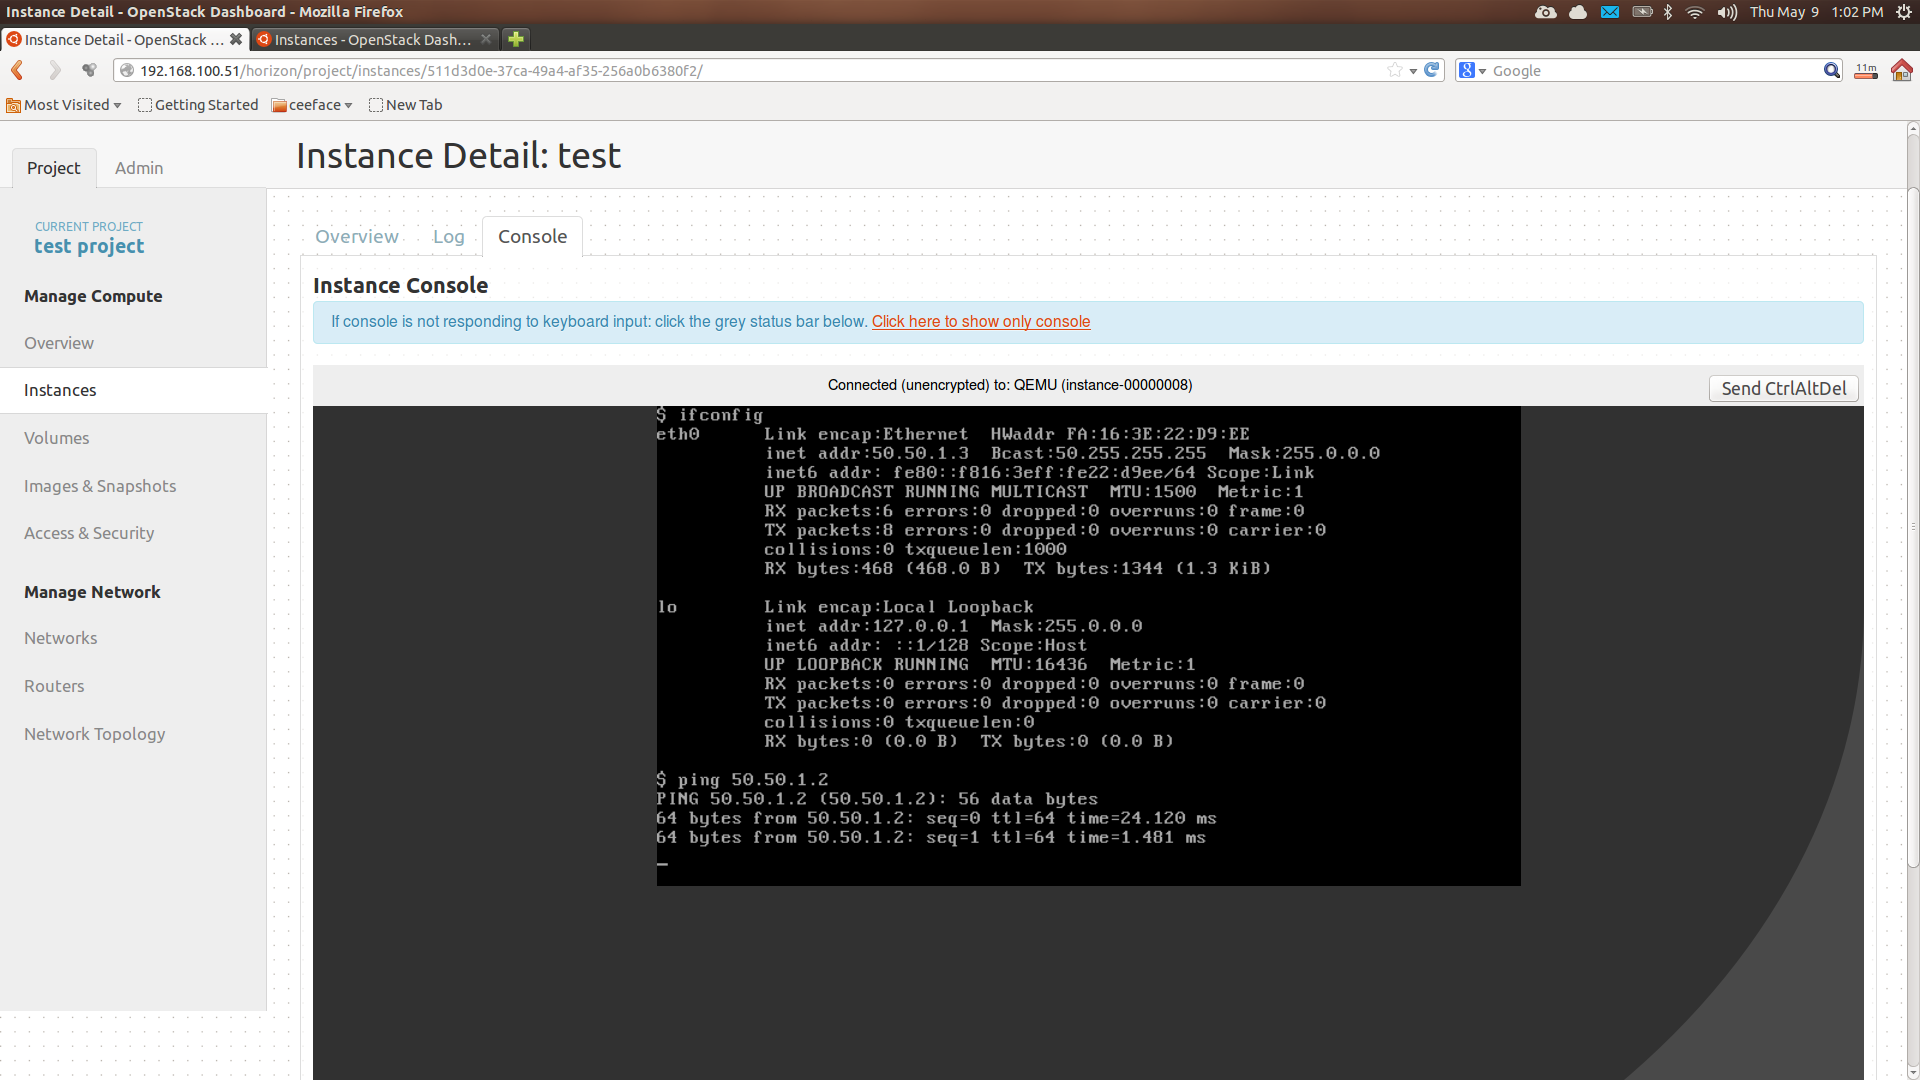 Instance Detail - OpenStack Dashboard - Mozilla Firefox
Thu May 9 1:02 PM
Instance Detail - OpenStack ...
Instances - OpenStack Dash...
192.168.100.51/horizon/project/instances/511d3d0e-37ca-49a4-af35-256a0b6380f2/
8 Google
11m
Most Visited
Getting Started
ceeface
New Tab
Project
Admin
Instance Detail: test
CURRENT PROJECT
test project
Manage Compute
Overview
Instances
Volumes
Images & Snapshots
Access & Security
Manage Network
Networks
Routers
Network Topology
Overview
Log
Console
Instance Console
If console is not responding to keyboard input: click the grey status bar below. Click here to show only console
Connected (unencrypted) to: QEMU (instance-00000008)
Send CtrlAltDel
$ ifconfig
eth0 Link encap:Ethernet HWaddr FA:16:3E:22:D9:EE
inet addr:50.50.1.3 Bcast:50.255.255.255 Mask:255.0.0.0
inet6 addr: fe80::f816:3eff:fe22:d9ee/64 Scope:Link
UP BROADCAST RUNNING MULTICAST MTU:1500 Metric:1
RX packets:6 errors:0 dropped:0 overruns:0 frame:0
TX packets:8 errors:0 dropped:0 overruns:0 carrier:0
collisions:0 txqueuelen:1000
RX bytes:468 (468.0 B) TX bytes:1344 (1.3 KiB)
lo Link encap:Local Loopback
inet addr:127.0.0.1 Mask:255.0.0.0
inet6 addr: ::1/128 Scope:Host
UP LOOPBACK RUNNING MTU:16436 Metric:1
RX packets:0 errors:0 dropped:0 overruns:0 frame:0
TX packets:0 errors:0 dropped:0 overruns:0 carrier:0
collisions:0 txqueuelen:0
RX bytes:0 (0.0 B) TX bytes:0 (0.0 B)
$ ping 50.50.1.2
PING 50.50.1.2 (50.50.1.2): 56 data bytes
64 bytes from 50.50.1.2: seq=0 ttl=64 time=24.120 ms
64 bytes from 50.50.1.2: seq=1 ttl=64 time=1.481 ms
_